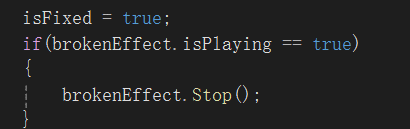 isFixed = true;
if(brokenEffect.isPlaying == true)
{
brokenEffect.Stop();
}